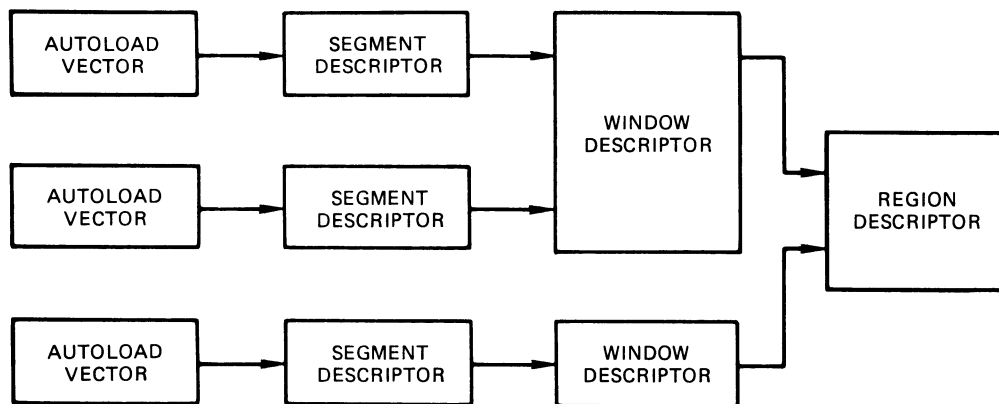 AUTOLOAD
VECTOR
SEGMENT
DESCRIPTOR
WINDOW
DESCRIPTOR
AUTOLOAD
VECTOR
SEGMENT
DESCRIPTOR
REGION
DESCRIPTOR
AUTOLOAD
VECTOR
SEGMENT
DESCRIPTOR
WINDOW
DESCRIPTOR